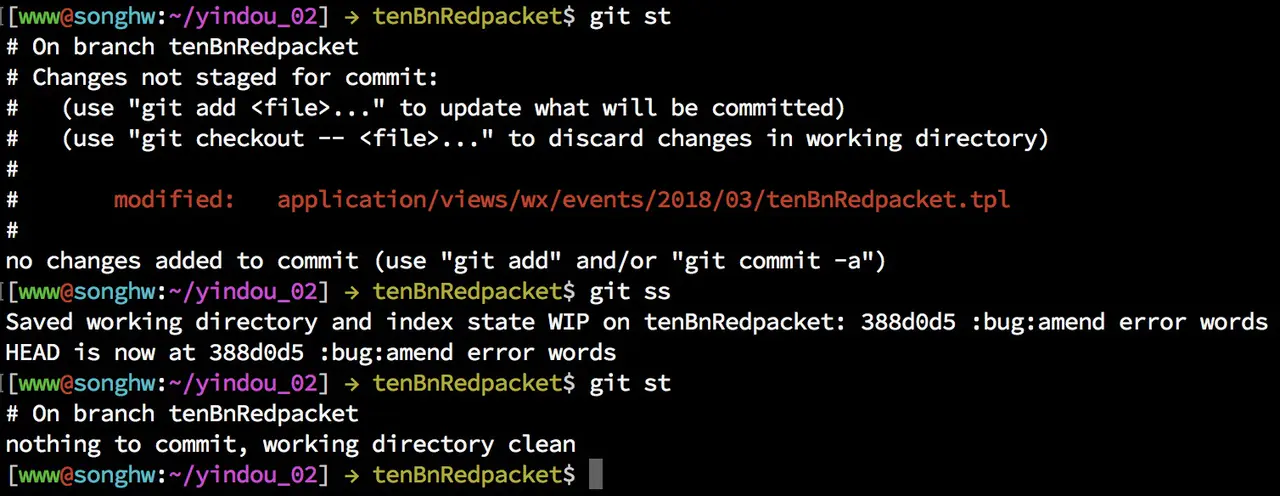 [[www@songhw:~/yindou_02] → tenBnRedpacket$ git st
# On branch tenBnRedpacket
# Changes not staged for commit:
#   (use "git add <file>..." to update what will be committed)
#   (use "git checkout -- <file>..." to discard changes in working directory)
#
#       modified:   application/views/wx/events/2018/03/tenBnRedpacket.tpl
#
no changes added to commit (use "git add" and/or "git commit -a")
[[www@songhw:~/yindou_02] → tenBnRedpacket$ git ss
Saved working directory and index state WIP on tenBnRedpacket: 388d0d5 :bug:amend error words
HEAD is now at 388d0d5 :bug:amend error words
[[www@songhw:~/yindou_02] → tenBnRedpacket$ git st
# On branch tenBnRedpacket
nothing to commit, working directory clean
[www@songhw:~/yindou_02] → tenBnRedpacket$